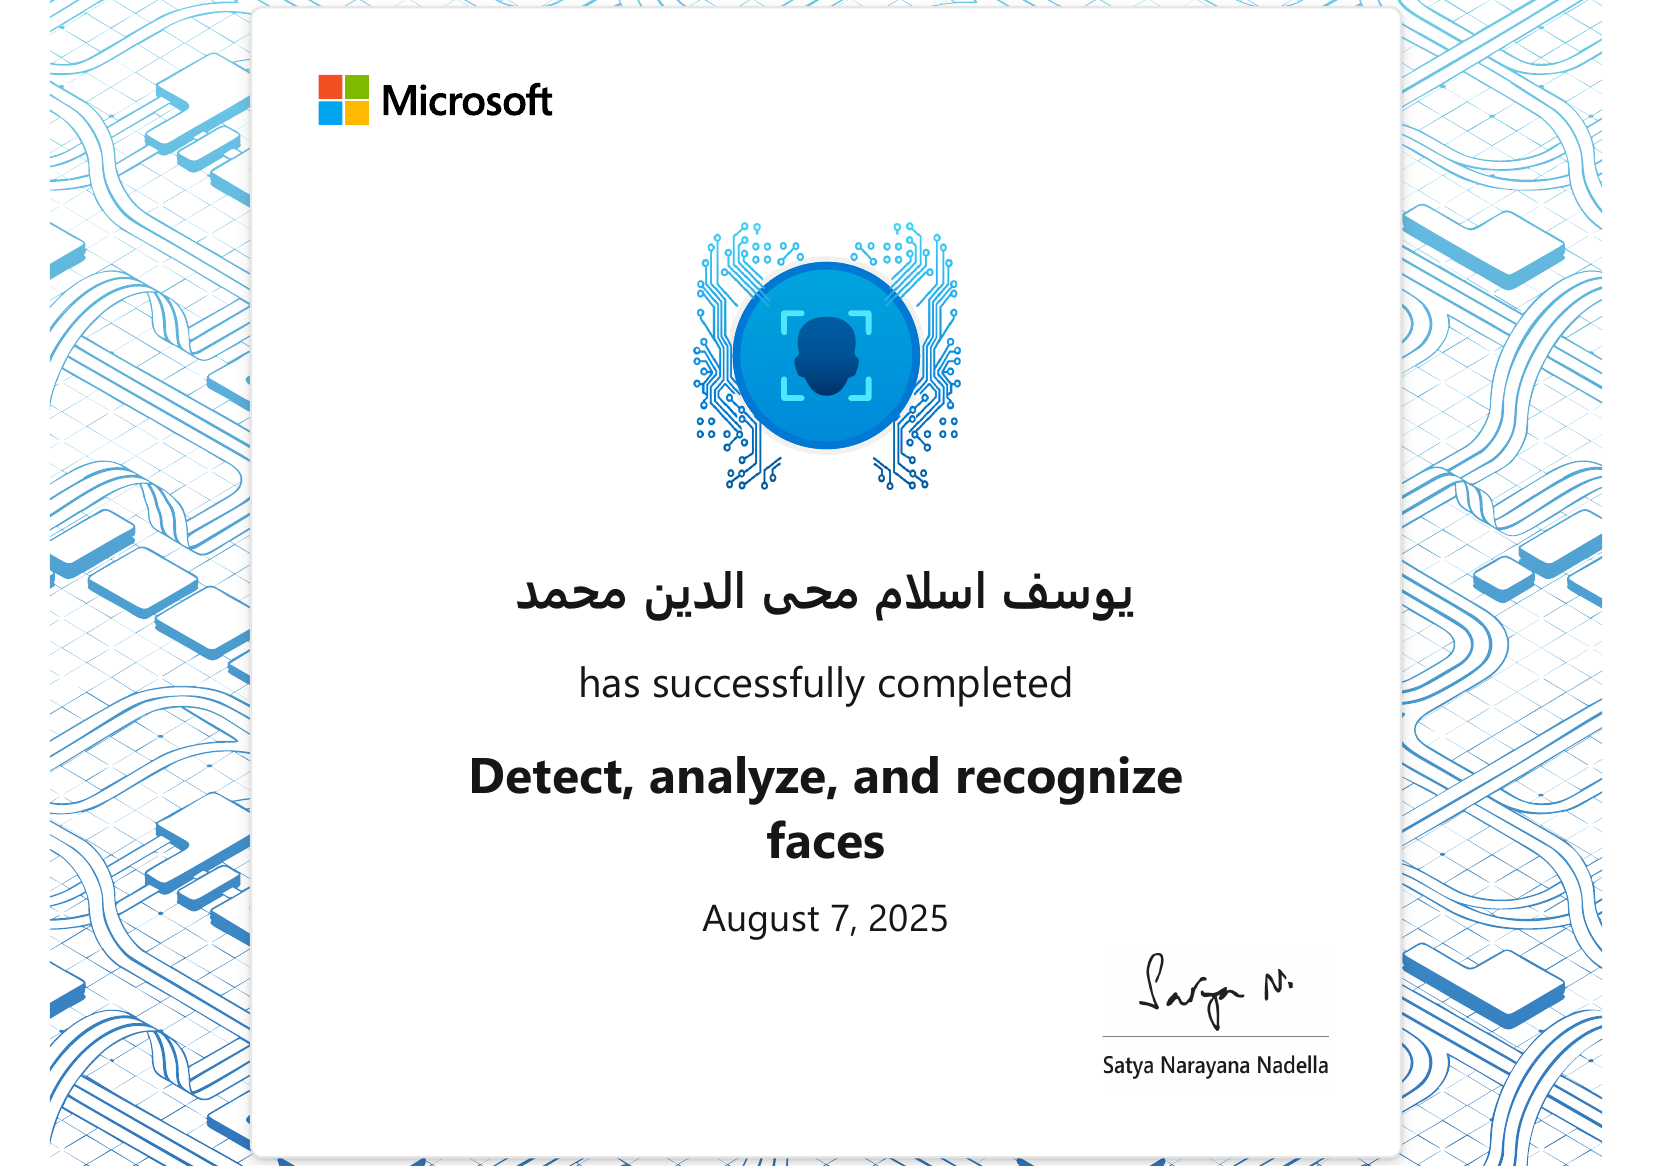 Microsoft
يوسف اسلام محى الدين محمد
has successfully completed
Detect, analyze, and recognize
faces
August 7, 2025
Satya N.
Satya Narayana Nadella